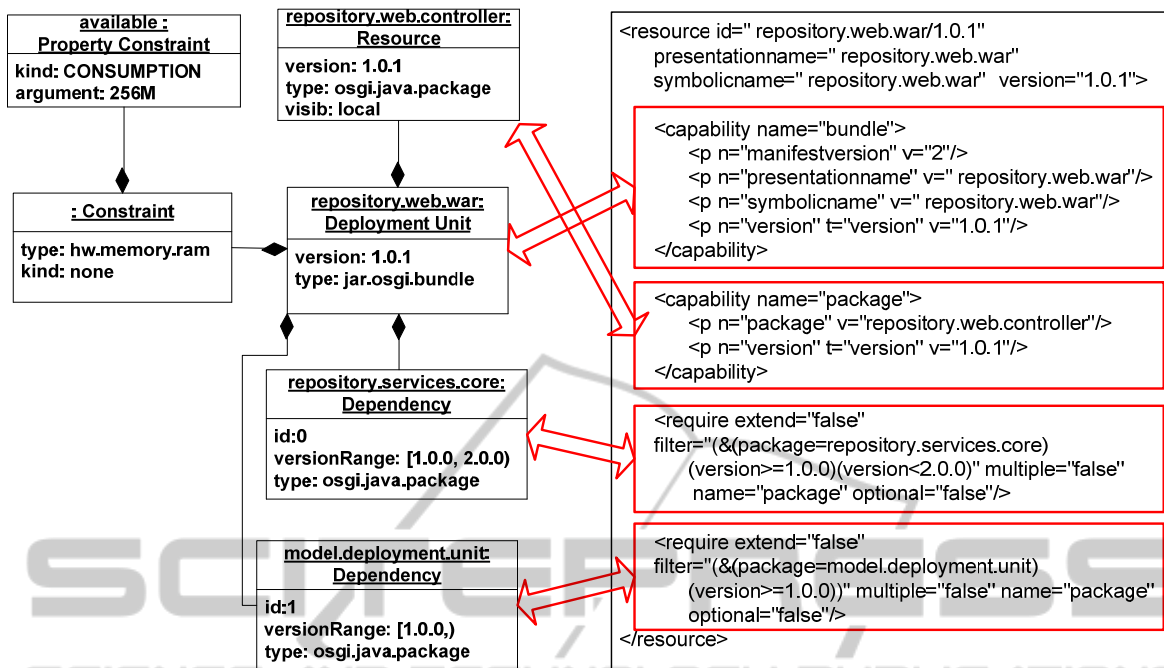 available :
Property Constraint
kind: CONSUMPTION
argument: 256M
repository.web.controller:
Resource
version: 1.0.1
type: osgi.java.package
visib: local
: Constraint
type: hw.memory.ram
kind: none
repository.web.war:
Deployment Unit
version: 1.0.1
type: jar.osgi.bundle
repository.services.core:
Dependency
id:0
versionRange: [1.0.0, 2.0.0)
type: osgi.java.package
model.deployment.unit:
Dependency
id:1
versionRange: [1.0.0,)
type: osgi.java.package
<resource id=" repository.web.war/1.0.1"
presentationname=" repository.web.war"
symbolicname=" repository.web.war" version="1.0.1">
<capability name="bundle">
<p n="manifestversion" v="2"/>
<p n="presentationname" v=" repository.web.war"/>
<p n="symbolicname" v=" repository.web.war"/>
<p n="version" t="version" v="1.0.1"/>
</capability>
<capability name="package">
<p n="package" v="repository.web.controller"/>
<p n="version" t="version" v="1.0.1"/>
</capability>
<require extend="false"
filter="(&(package=repository.services.core)
(version>=1.0.0)(version<2.0.0)" multiple="false"
name="package" optional="false"/>
<require extend="false"
filter="(&(package=model.deployment.unit)
(version>=1.0.0))" multiple="false" name="package"
optional="false"/>
</resource>
SCITEPRESS